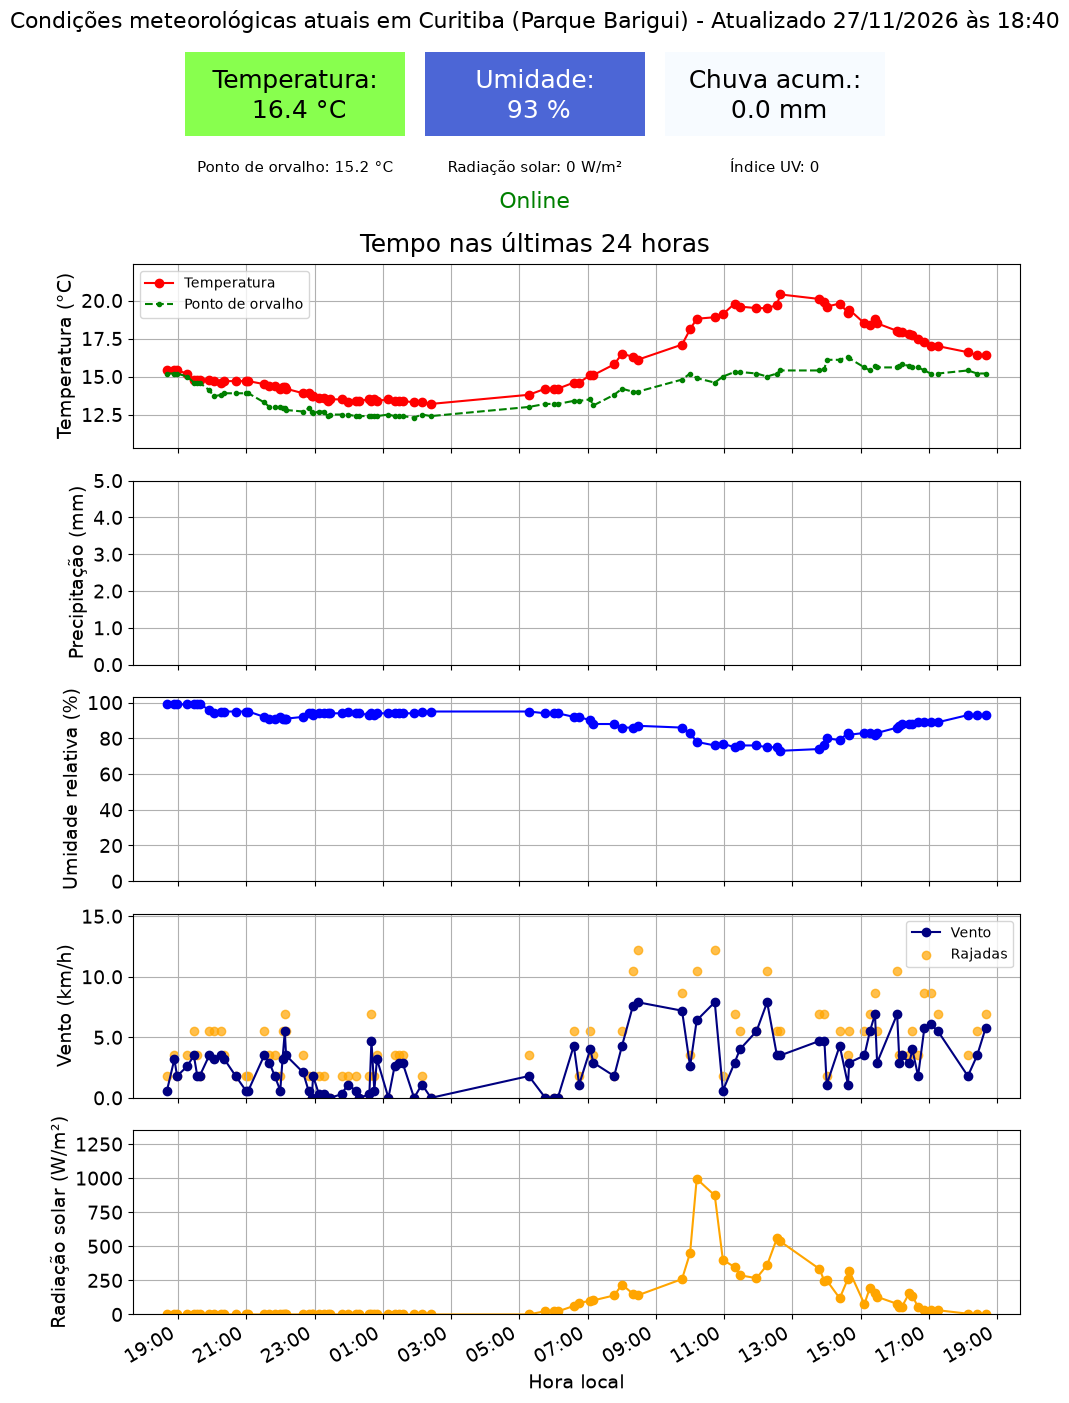 Condições meteorológicas atuais em Curitiba (Parque Barigui) - Atualizado 27/11/2026 às 18:40
Temperatura:
16.4 °C
Umidade:
93 %
Chuva acum.:
0.0 mm
Ponto de orvalho: 15.2 °C
Radiação solar: 0 W/m²
Índice UV: 0
Online
Tempo nas últimas 24 horas
Temperatura (°C)
20.0
17.5
15.0
12.5
Temperatura
Ponto de orvalho
Precipitação (mm)
5.0
4.0
3.0
2.0
1.0
0.0
Umidade relativa (%)
100
80
60
40
20
0
Vento (km/h)
15.0
10.0
5.0
0.0
Vento
Rajadas
Radiação solar (W/m²)
1250
1000
750
500
250
0
19:00
21:00
23:00
01:00
03:00
05:00
07:00
09:00
11:00
13:00
15:00
17:00
19:00
Hora local